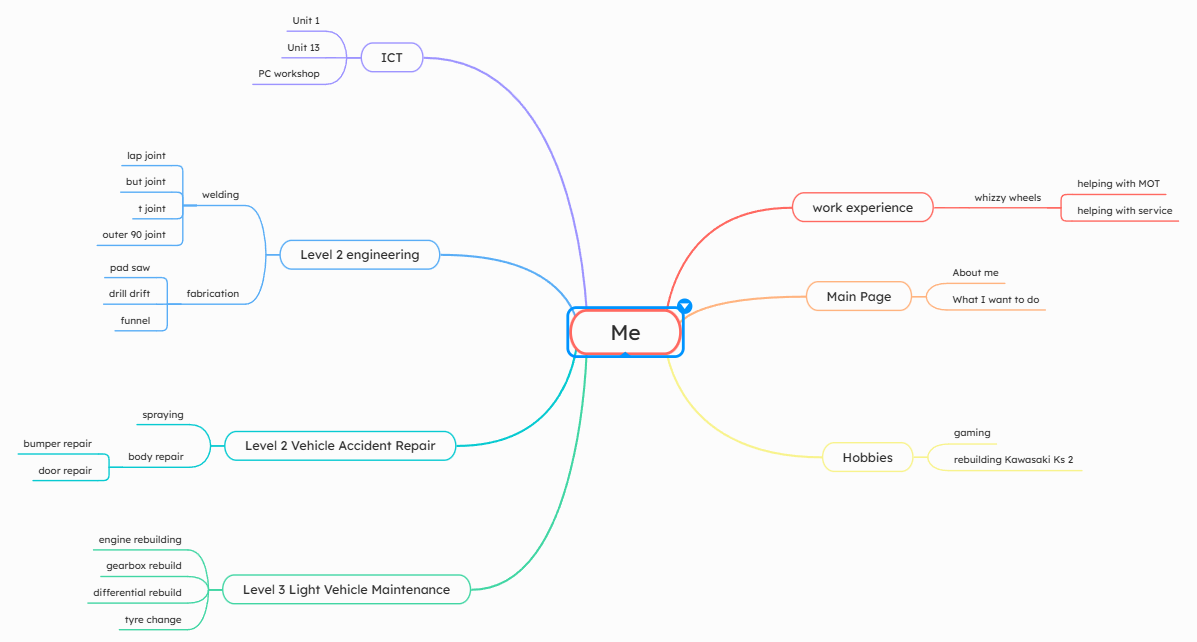 Me
ICT
Unit 1
Unit 13
PC workshop
Level 2 engineering
welding
lap joint
but joint
t joint
outer 90 joint
fabrication
pad saw
drill drift
funnel
Level 2 Vehicle Accident Repair
spraying
body repair
bumper repair
door repair
Level 3 Light Vehicle Maintenance
engine rebuilding
gearbox rebuild
differential rebuild
tyre change
work experience
whizzy wheels
helping with MOT
helping with service
Main Page
About me
What I want to do
Hobbies
gaming
rebuilding Kawasaki Ks 2